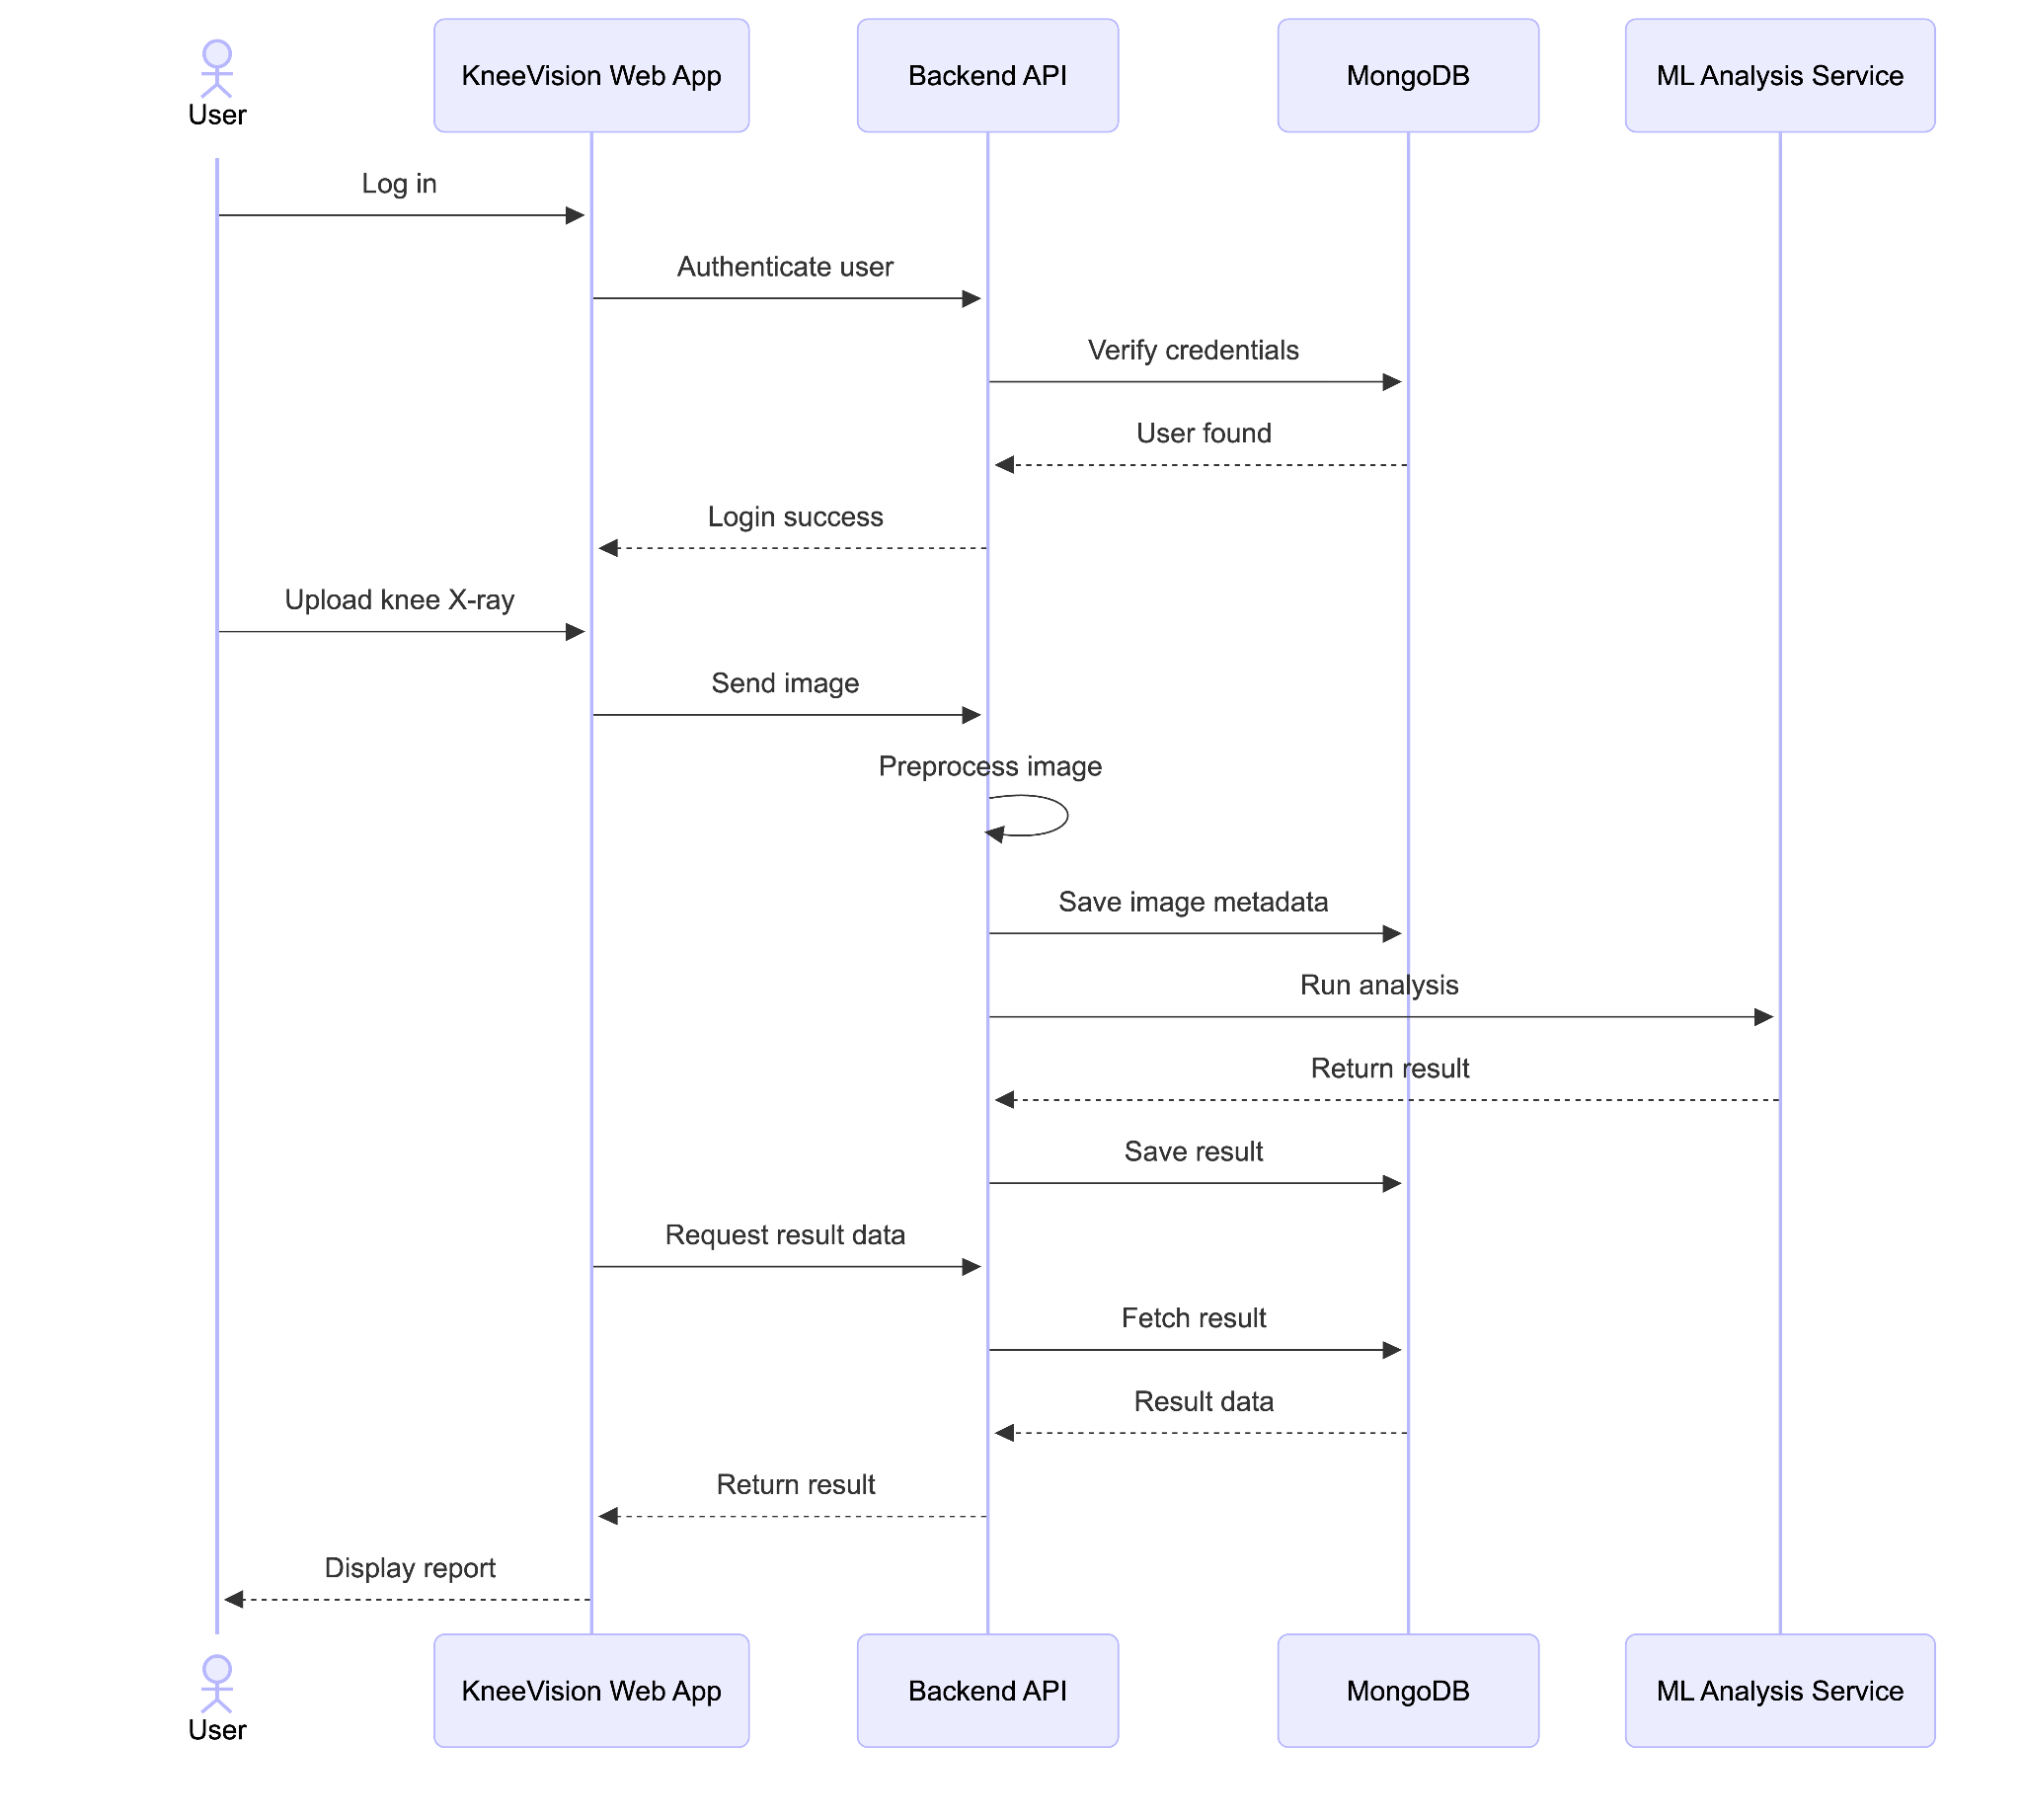 User
KneeVision Web App
Backend API
MongoDB
ML Analysis Service
Log in
Authenticate user
Verify credentials
User found
Login success
Upload knee X-ray
Send image
Preprocess image
Save image metadata
Run analysis
Return result
Save result
Request result data
Fetch result
Result data
Return result
Display report
User
KneeVision Web App
Backend API
MongoDB
ML Analysis Service